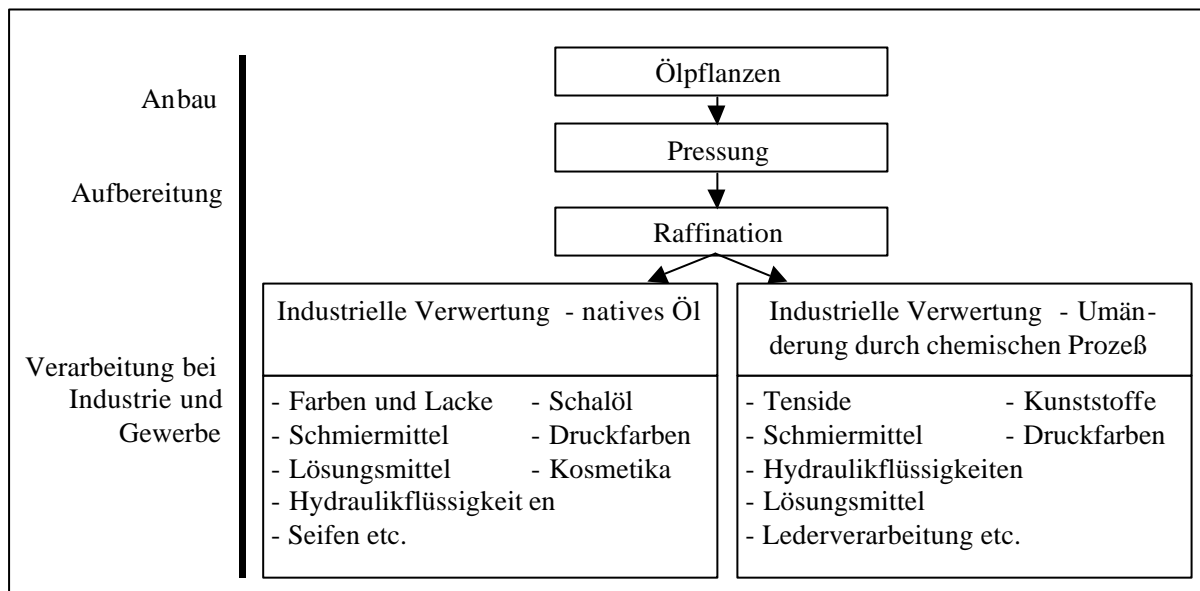 Ölpflanzen
Anbau
Pressung
Aufbereitung
Raffination
Industrielle Verwertung - natives Öl
Industrielle Verwertung - Umän-
derung durch chemischen Prozeß
Verarbeitung bei
Industrie und
Gewerbe
- Farben und Lacke - Schalöl
- Schmiermittel - Druckfarben
- Lösungsmittel - Kosmetika
- Hydraulikflüssigkeit en
- Seifen etc.
- Tenside - Kunststoffe
- Schmiermittel - Druckfarben
- Hydraulikflüssigkeiten
- Lösungsmittel
- Lederverarbeitung etc.